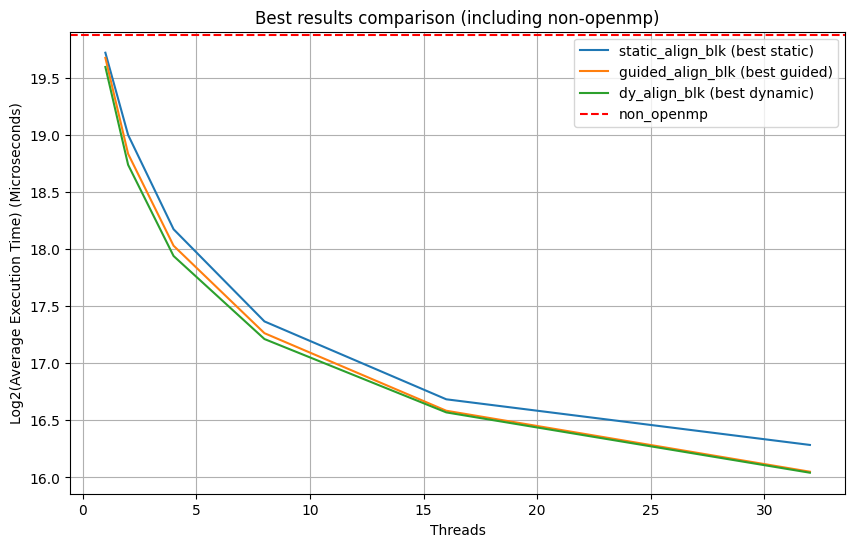 Best results comparison (including non-openmp)
static_align_blk (best static)
guided_align_blk (best guided)
dy_align_blk (best dynamic)
non_openmp
Log2(Average Execution Time) (Microseconds)
19.5
19.0
18.5
18.0
17.5
17.0
16.5
16.0
0
5
10
15
20
25
30
Threads